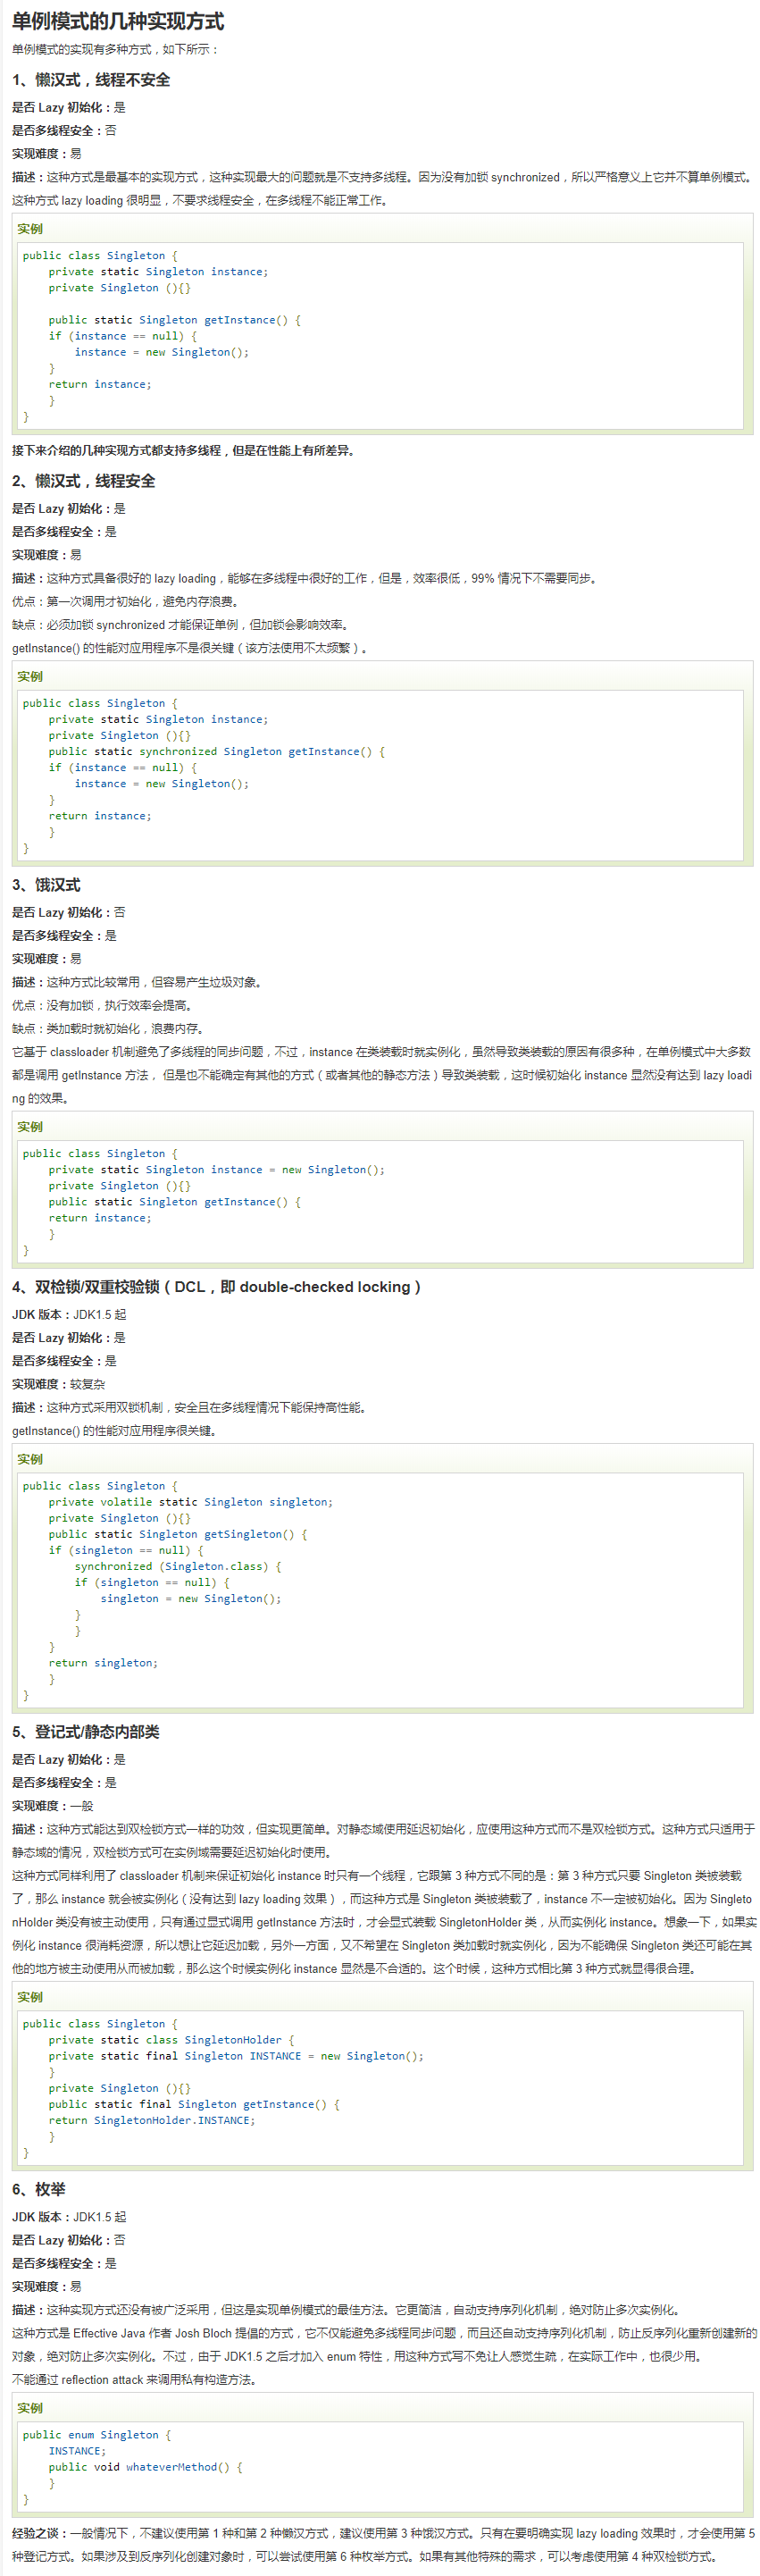 单例模式的几种实现方式
单例模式的实现有多种方式，如下所示：
1、懒汉式，线程不安全
是否 Lazy 初始化：是
是否多线程安全：否
实现难度：易
描述：这种方式是最基本的实现方式，这种实现最大的问题就是不支持多线程。因为没有加锁 synchronized，所以严格意义上它并不算单例模式。
这种方式 lazy loading 很明显，不要求线程安全，在多线程不能正常工作。
实例
public class Singleton {
    private static Singleton instance;
    private Singleton (){}

    public static Singleton getInstance() {
    if (instance == null) {
        instance = new Singleton();
    }
    return instance;
    }
}
接下来介绍的几种实现方式都支持多线程，但是在性能上有所差异。
2、懒汉式，线程安全
是否 Lazy 初始化：是
是否多线程安全：是
实现难度：易
描述：这种方式具备很好的 lazy loading，能够在多线程中很好的工作，但是，效率很低，99% 情况下不需要同步。
优点：第一次调用才初始化，避免内存浪费。
缺点：必须加锁 synchronized 才能保证单例，但加锁会影响效率。
getInstance() 的性能对应用程序不是很关键（该方法使用不太频繁）。
实例
public class Singleton {
    private static Singleton instance;
    private Singleton (){}
    public static synchronized Singleton getInstance() {
    if (instance == null) {
        instance = new Singleton();
    }
    return instance;
    }
}
3、饿汉式
是否 Lazy 初始化：否
是否多线程安全：是
实现难度：易
描述：这种方式比较常用，但容易产生垃圾对象。
优点：没有加锁，执行效率会提高。
缺点：类加载时就初始化，浪费内存。
它基于 classloader 机制避免了多线程的同步问题，不过，instance 在类装载时就实例化，虽然导致类装载的原因有很多种，在单例模式中大多数
都是调用 getInstance 方法， 但是也不能确定有其他的方式（或者其他的静态方法）导致类装载，这时候初始化 instance 显然没有达到 lazy loadi
ng 的效果。
实例
public class Singleton {
    private static Singleton instance = new Singleton();
    private Singleton (){}
    public static Singleton getInstance() {
    return instance;
    }
}
4、双检锁/双重校验锁（DCL，即 double-checked locking）
JDK 版本：JDK1.5 起
是否 Lazy 初始化：是
是否多线程安全：是
实现难度：较复杂
描述：这种方式采用双锁机制，安全且在多线程情况下能保持高性能。
getInstance() 的性能对应用程序很关键。
实例
public class Singleton {
    private volatile static Singleton singleton;
    private Singleton (){}
    public static Singleton getSingleton() {
    if (singleton == null) {
        synchronized (Singleton.class) {
        if (singleton == null) {
            singleton = new Singleton();
        }
        }
    }
    return singleton;
    }
}
5、登记式/静态内部类
是否 Lazy 初始化：是
是否多线程安全：是
实现难度：一般
描述：这种方式能达到双检锁方式一样的功效，但实现更简单。对静态域使用延迟初始化，应使用这种方式而不是双检锁方式。这种方式只适用于
静态域的情况，双检锁方式可在实例域需要延迟初始化时使用。
这种方式同样利用了 classloader 机制来保证初始化 instance 时只有一个线程，它跟第 3 种方式不同的是：第 3 种方式只要 Singleton 类被装载
了，那么 instance 就会被实例化（没有达到 lazy loading 效果），而这种方式是 Singleton 类被装载了，instance 不一定被初始化。因为 Singleto
nHolder 类没有被主动使用，只有通过显式调用 getInstance 方法时，才会显式装载 SingletonHolder 类，从而实例化 instance。想象一下，如果实
例化 instance 很消耗资源，所以想让它延迟加载，另外一方面，又不希望在 Singleton 类加载时就实例化，因为不能确保 Singleton 类还可能在其
他的地方被主动使用从而被加载，那么这个时候实例化 instance 显然是不合适的。这个时候，这种方式相比第 3 种方式就显得很合理。
实例
public class Singleton {
    private static class SingletonHolder {
    private static final Singleton INSTANCE = new Singleton();
    }
    private Singleton (){}
    public static final Singleton getInstance() {
    return SingletonHolder.INSTANCE;
    }
}
6、枚举
JDK 版本：JDK1.5 起
是否 Lazy 初始化：否
是否多线程安全：是
实现难度：易
描述：这种实现方式还没有被广泛采用，但这是实现单例模式的最佳方法。它更简洁，自动支持序列化机制，绝对防止多次实例化。
这种方式是 Effective Java 作者 Josh Bloch 提倡的方式，它不仅能避免多线程同步问题，而且还自动支持序列化机制，防止反序列化重新创建新的
对象，绝对防止多次实例化。不过，由于 JDK1.5 之后才加入 enum 特性，用这种方式写不免让人感觉生疏，在实际工作中，也很少用。
不能通过 reflection attack 来调用私有构造方法。
实例
public enum Singleton {
    INSTANCE;
    public void whateverMethod() {
    }
}
经验之谈：一般情况下，不建议使用第 1 种和第 2 种懒汉方式，建议使用第 3 种饿汉方式。只有在要明确实现 lazy loading 效果时，才会使用第 5
种登记方式。如果涉及到反序列化创建对象时，可以尝试使用第 6 种枚举方式。如果有其他特殊的需求，可以考虑使用第 4 种双检锁方式。